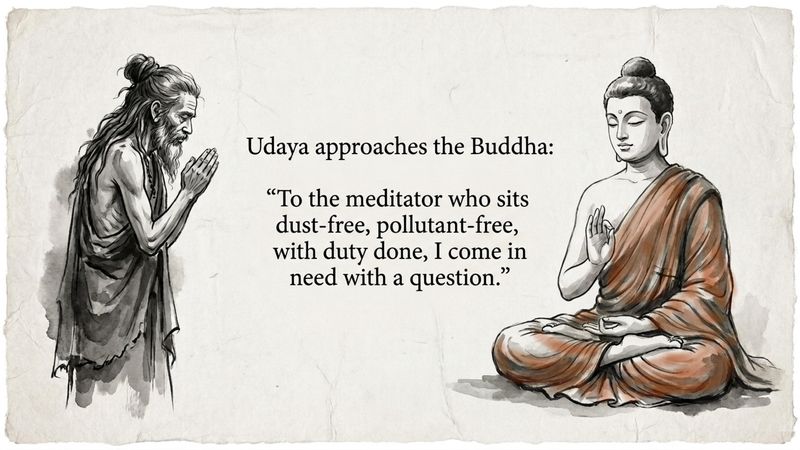 Udaya approaches the Buddha:
“To the meditator who sits
dust-free, pollutant-free,
with duty done, I come in
need with a question.”